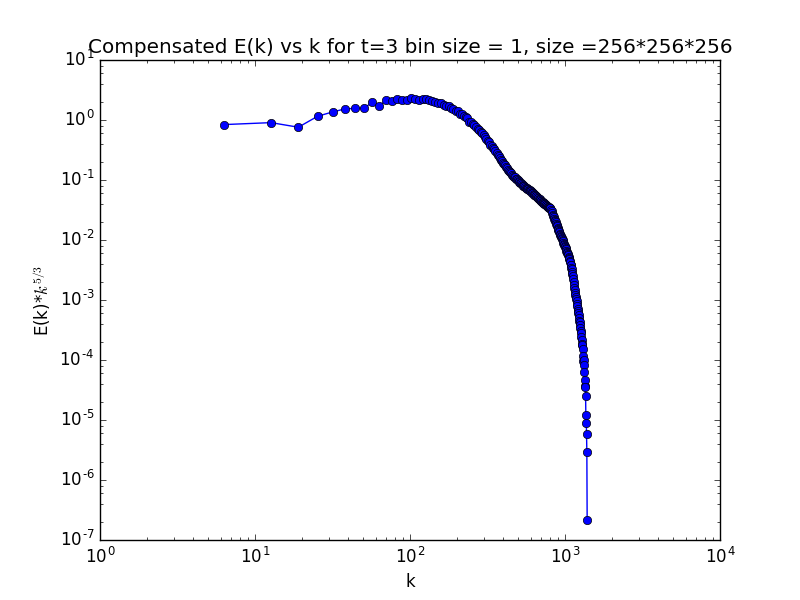 Compensated E(k) vs k for t=3 bin size = 1, size =256*256*256
10^1
10^0
10^-1
10^-2
10^-3
10^-4
10^-5
10^-6
10^-7
E(k)*k^5/3
10^0 10^1 10^2 10^3 10^4
k